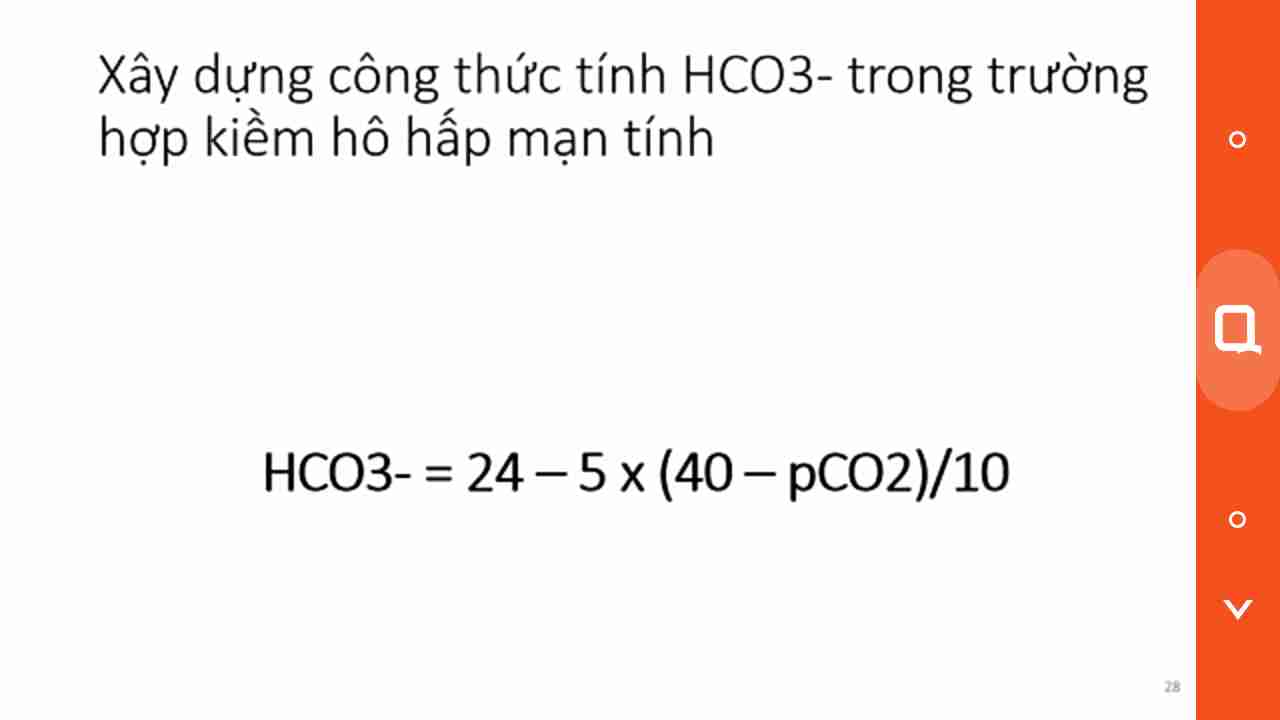 Xây dựng công thức tính HCO3- trong trường
hợp kiềm hô hấp mạn tính
HCO3- = 24 – 5 x (40 – pCO2)/10
28